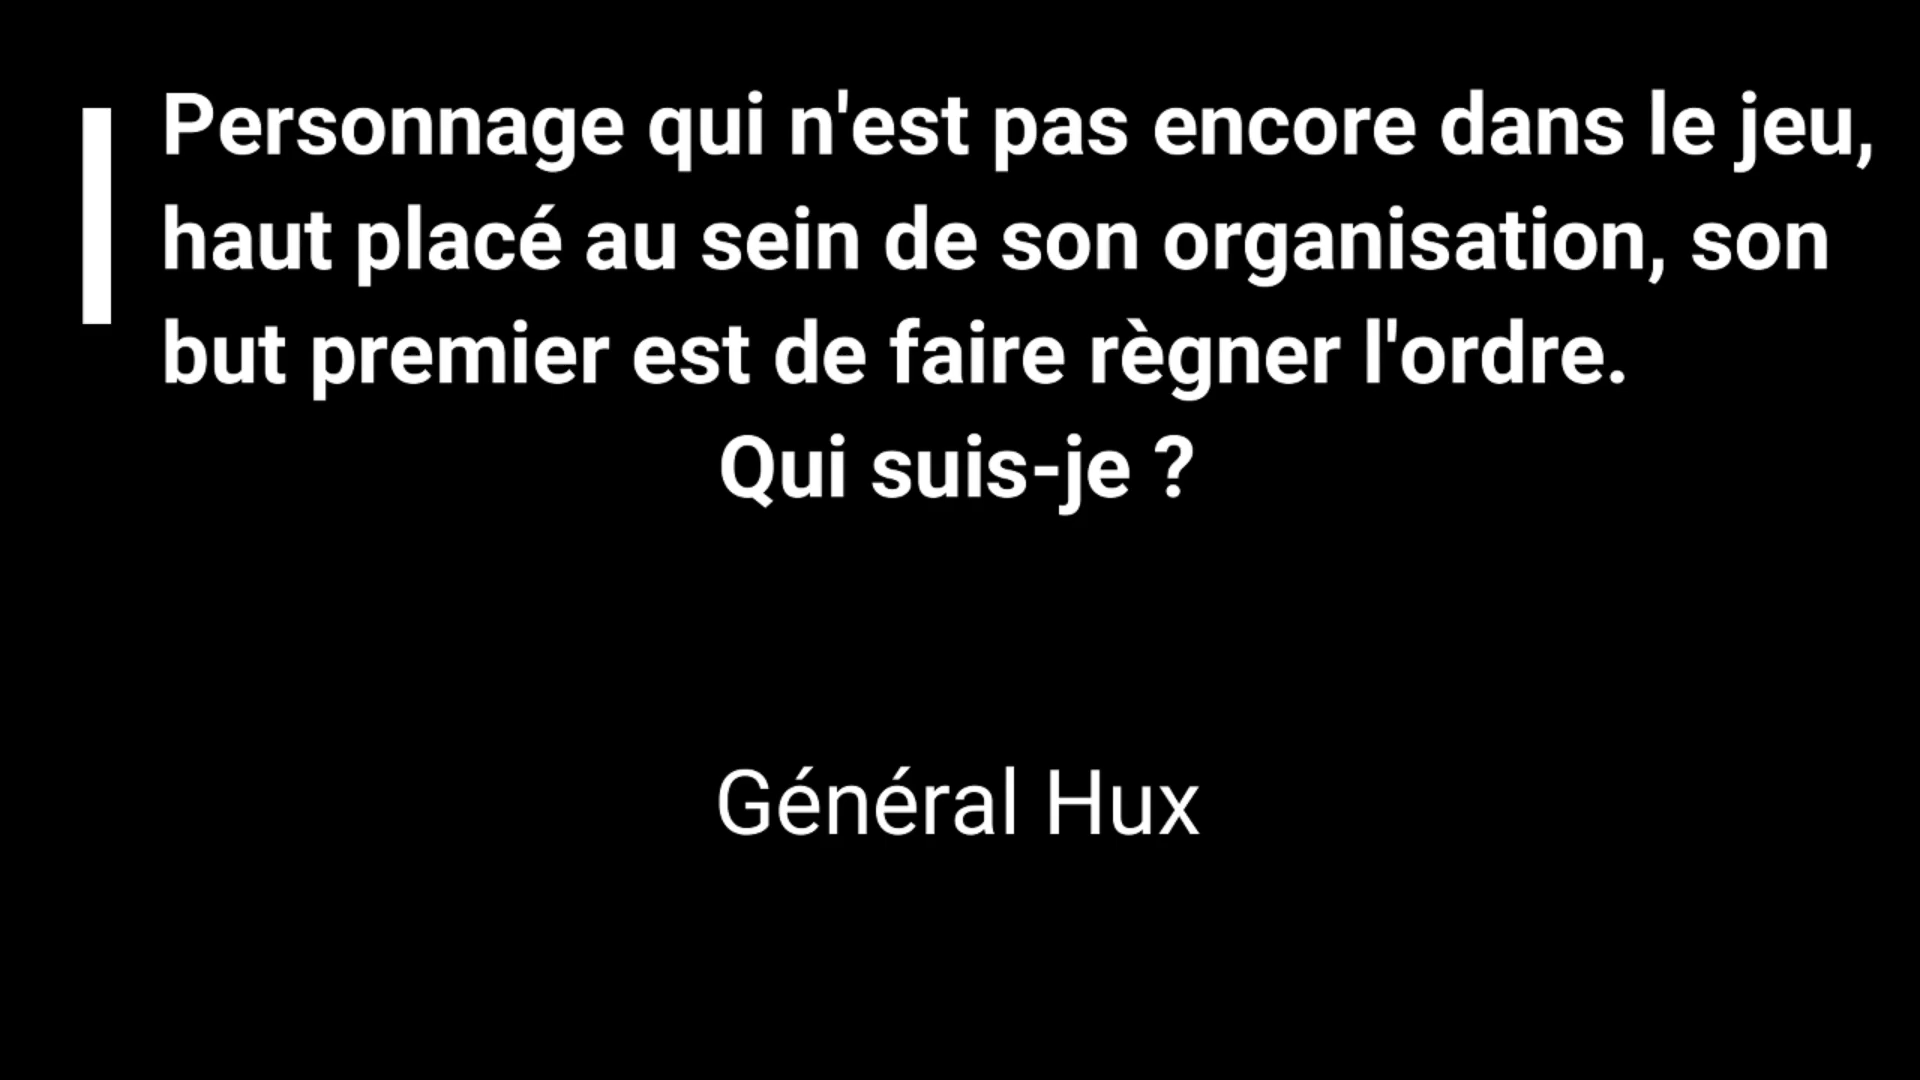 Personnage qui n'est pas encore dans le jeu,
haut placé au sein de son organisation, son
but premier est de faire règner l'ordre.
Qui suis-je ?
Général Hux